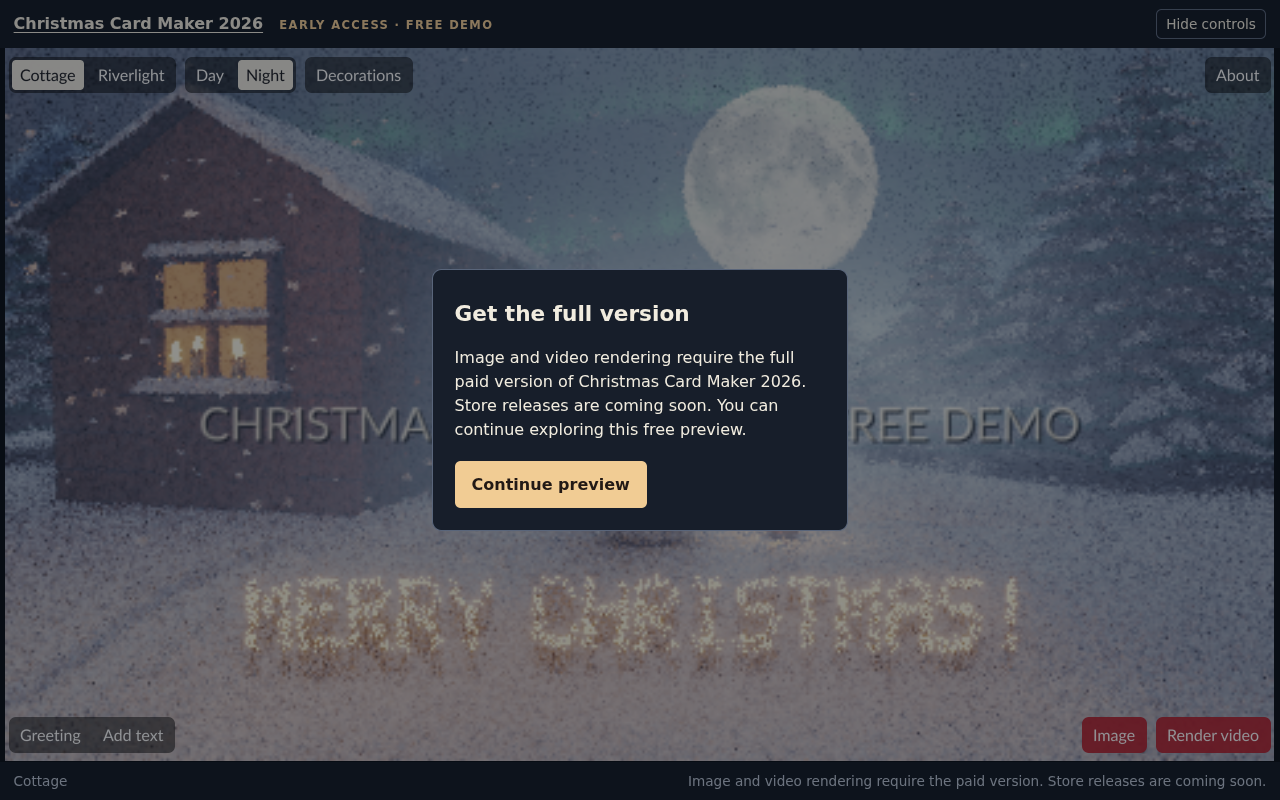 Christmas Card Maker 2026 EARLY ACCESS · FREE DEMO Hide controls
Cottage Riverlight Day Night Decorations About
Get the full version
Image and video rendering require the full
paid version of Christmas Card Maker 2026.
Store releases are coming soon. You can
continue exploring this free preview.
CHRISTMA REE DEMO
Continue preview
MERRY CHRISTMAS!
Greeting Add text Image Render video
Cottage Image and video rendering require the paid version. Store releases are coming soon.